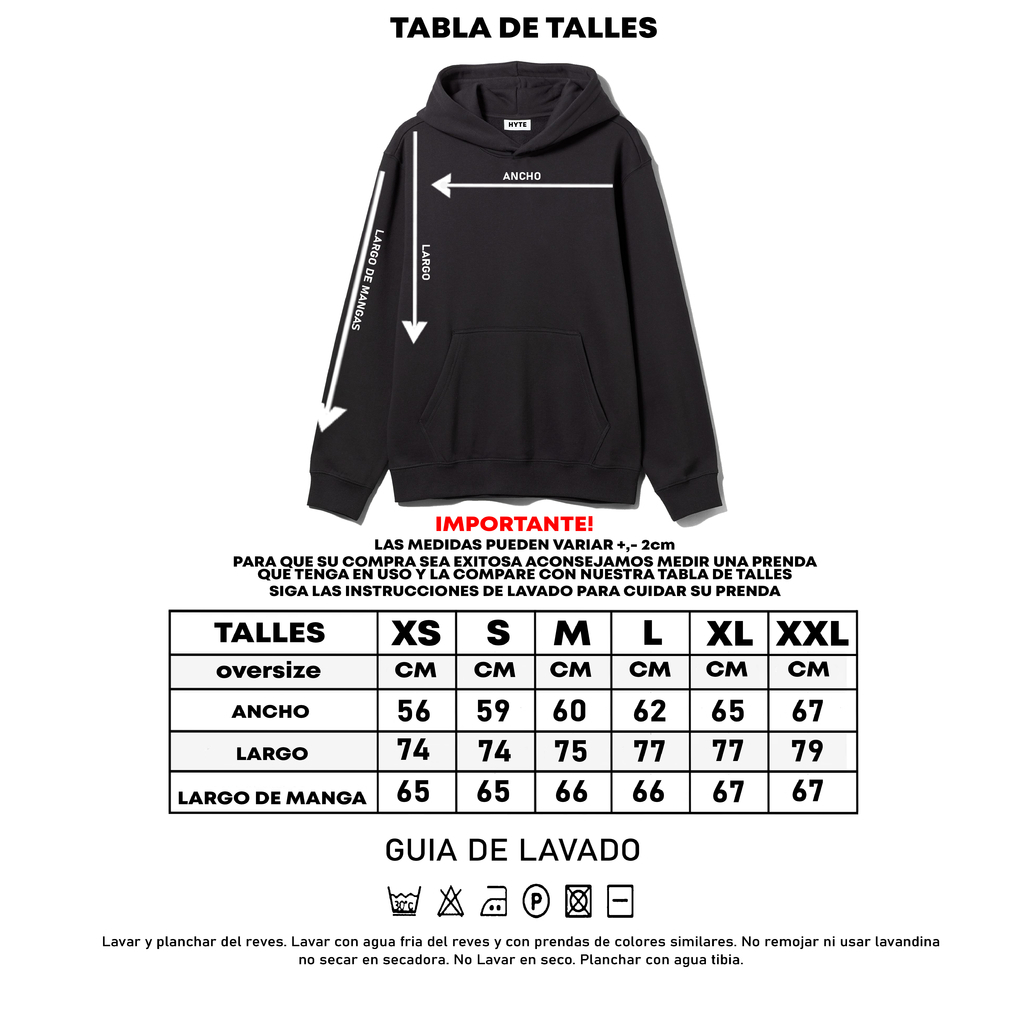 TABLA DE TALLES
HYTE
ANCHO
LARGO
LARGO DE MANGAS
IMPORTANTE!
LAS MEDIDAS PUEDEN VARIAR +,- 2cm
PARA QUE SU COMPRA SEA EXITOSA ACONSEJAMOS MEDIR UNA PRENDA
QUE TENGA EN USO Y LA COMPARE CON NUESTRA TABLA DE TALLES
SIGA LAS INSTRUCCIONES DE LAVADO PARA CUIDAR SU PRENDA
TALLES XS S M L XL XXL
oversize CM CM CM CM CM CM
ANCHO 56 59 60 62 65 67
LARGO 74 74 75 77 77 79
LARGO DE MANGA 65 65 66 66 67 67
GUIA DE LAVADO
30°C P
Lavar y planchar del reves. Lavar con agua fria del reves y con prendas de colores similares. No remojar ni usar lavandina
no secar en secadora. No Lavar en seco. Planchar con agua tibia.